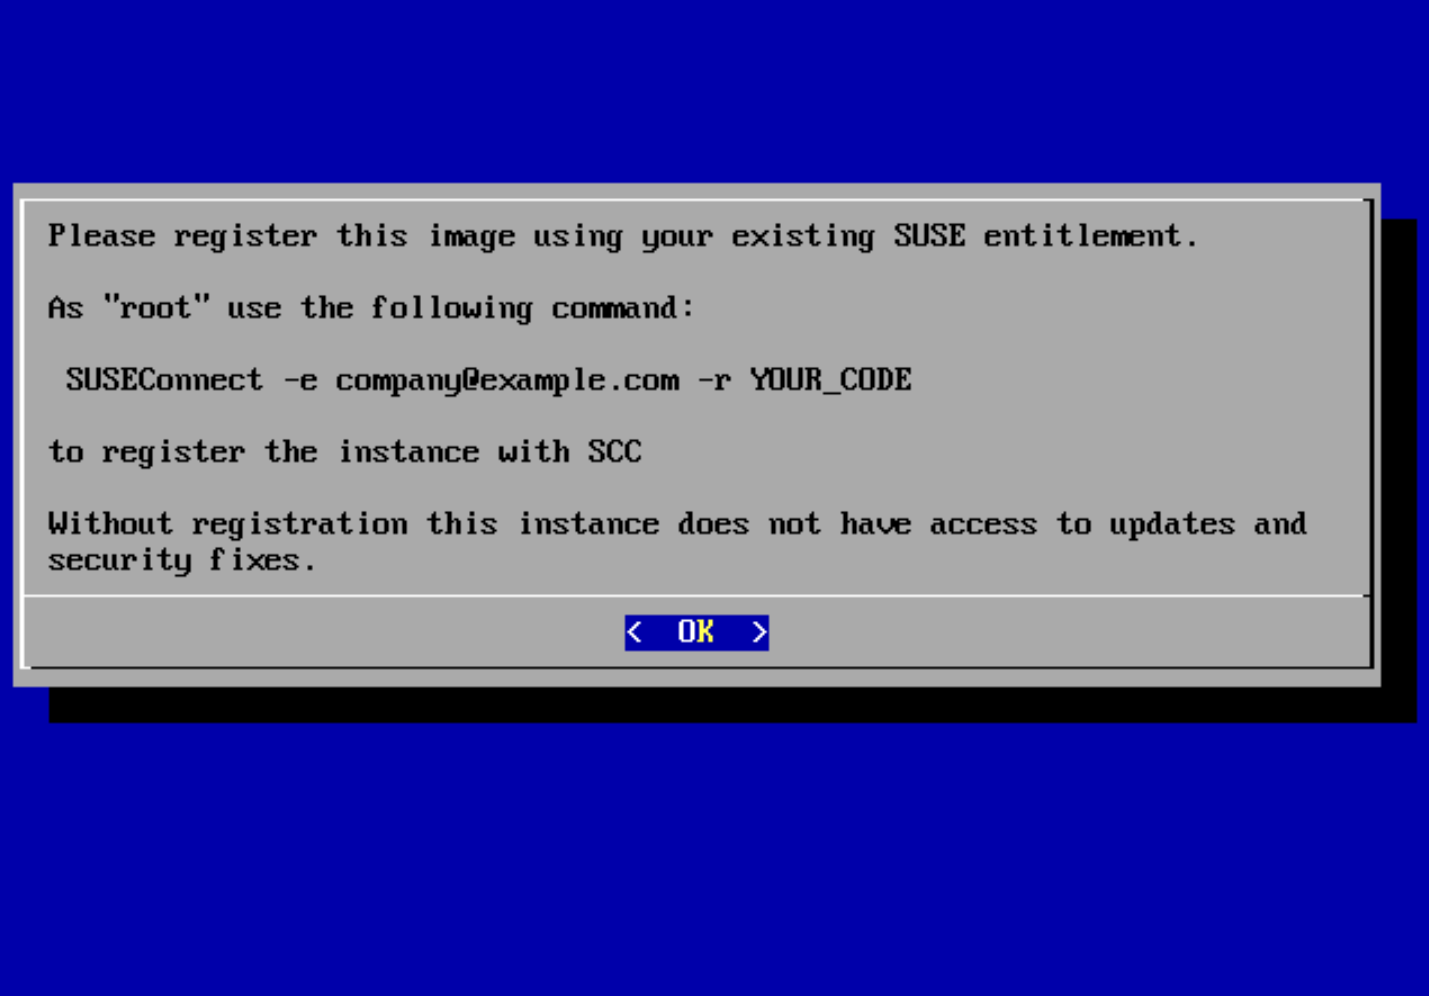 Please register this image using your existing SUSE entitlement.
As "root" use the following command:
SUSEConnect -e company@example.com -r YOUR_CODE
to register the instance with SCC
Without registration this instance does not have access to updates and
security fixes.
< OK >